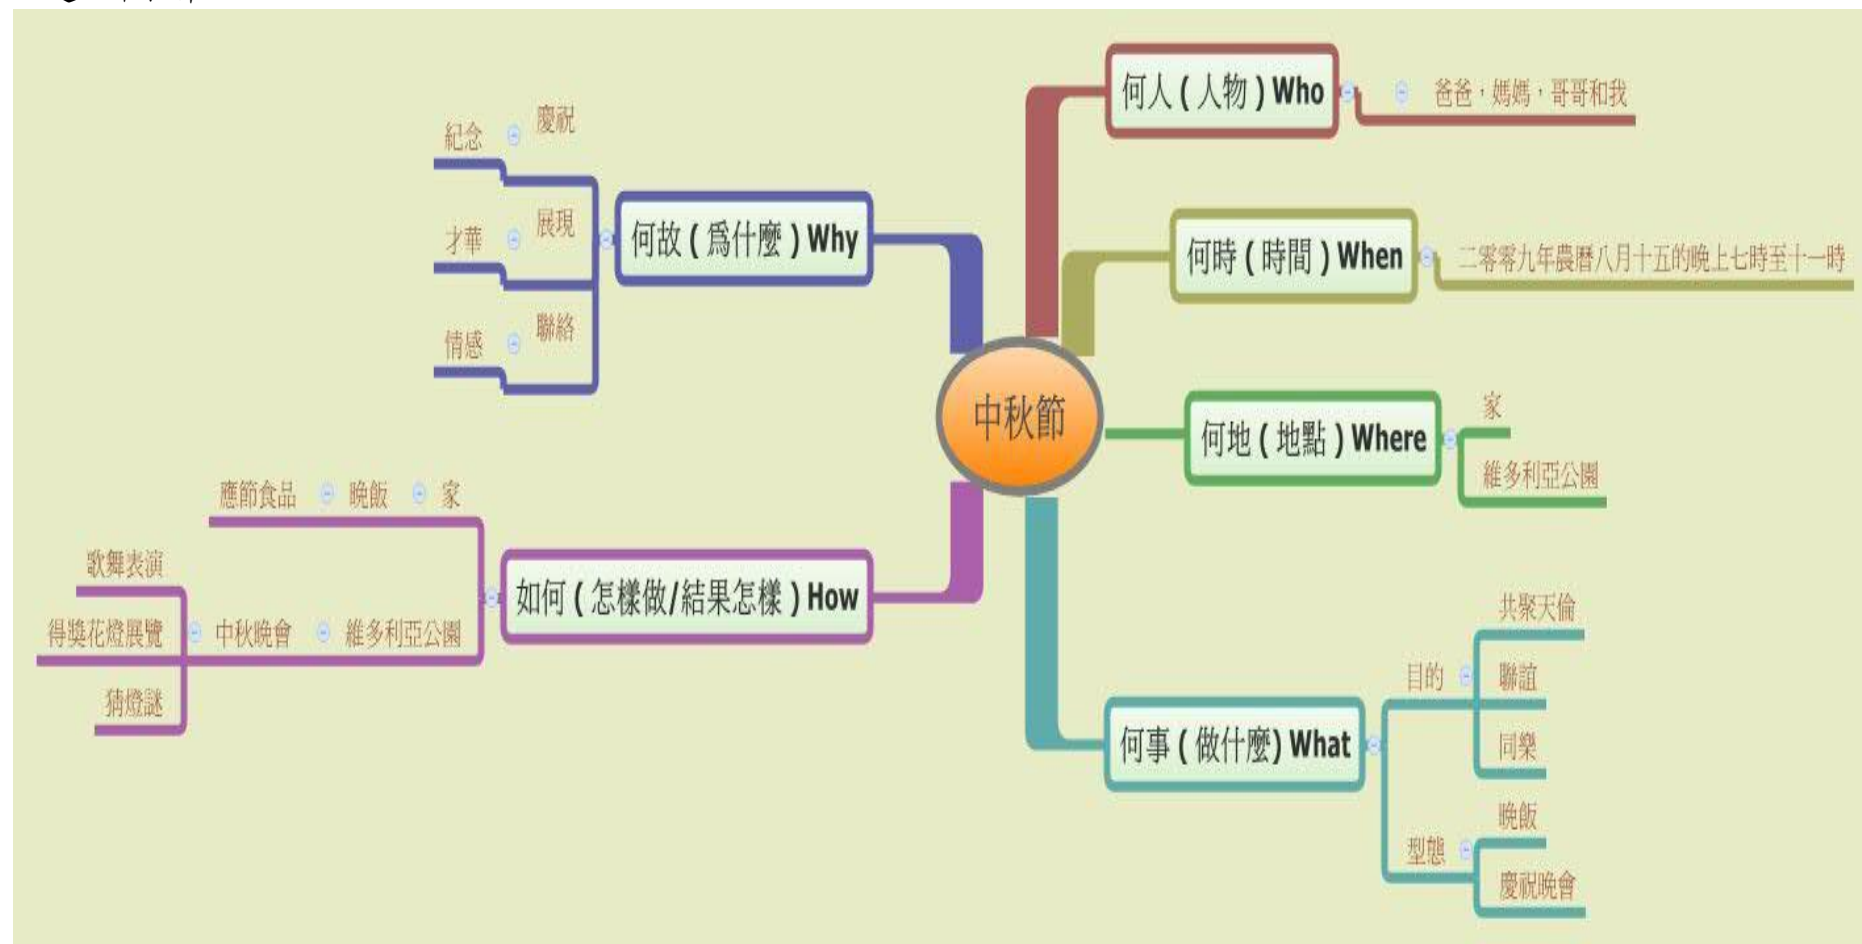 中秋節
何人 ( 人物 ) Who
爸爸，媽媽，哥哥和我
何時 ( 時間 ) When
二零零九年農曆八月十五的晚上七時至十一時
何地 ( 地點 ) Where
家
維多利亞公園
何事 ( 做什麼) What
目的
共聚天倫
聯誼
同樂
型態
晚飯
慶祝晚會
何故 ( 爲什麼 ) Why
慶祝
紀念
展現
才華
聯絡
情感
如何 ( 怎樣做/結果怎樣 ) How
家
晚飯
應節食品
維多利亞公園
中秋晚會
歌舞表演
得獎花燈展覽
猜燈謎